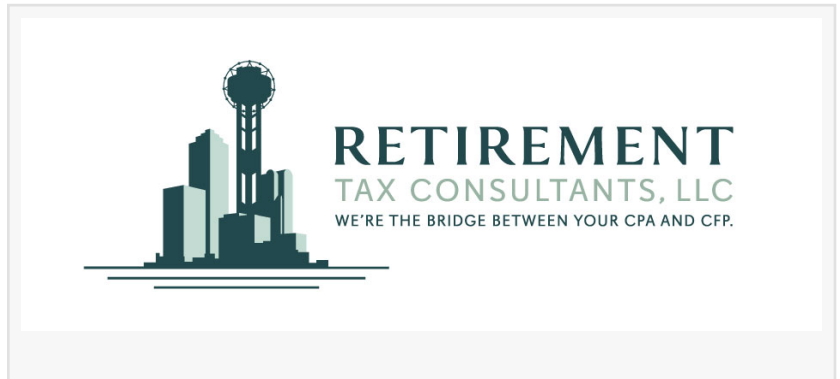 RETIREMENT
TAX CONSULTANTS, LLC
WE'RE THE BRIDGE BETWEEN YOUR CPA AND CFP.